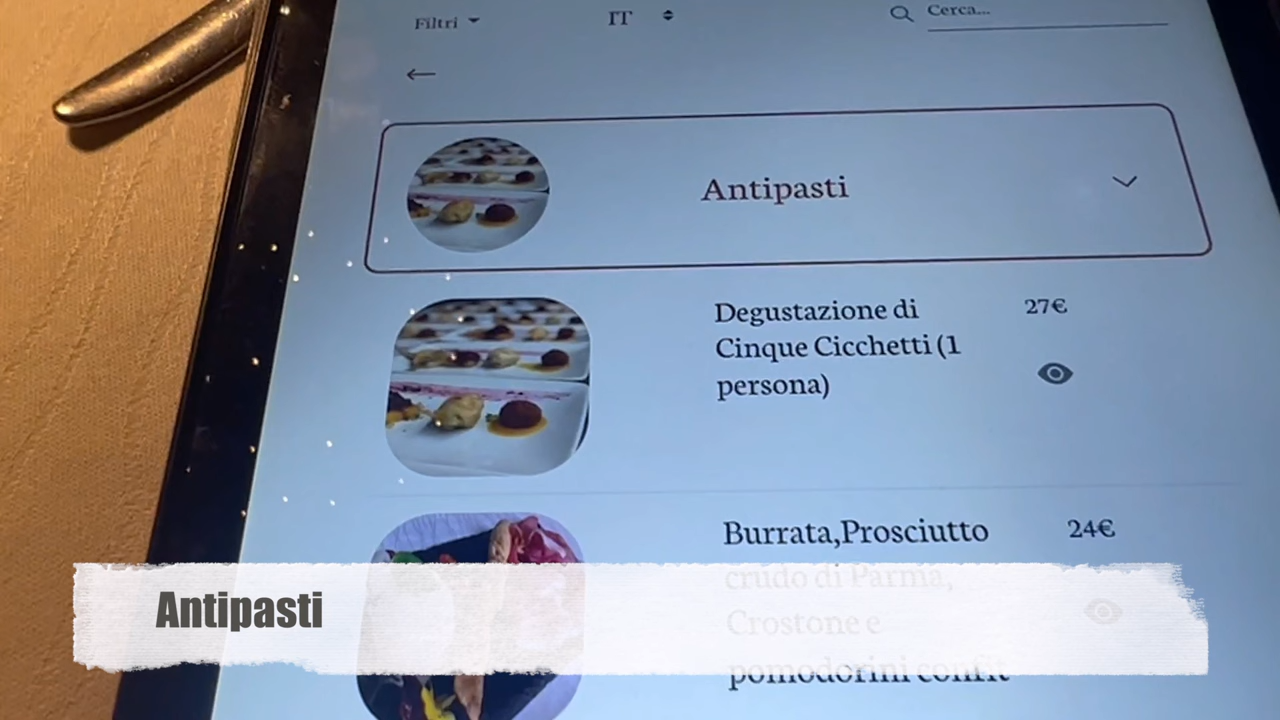 Filtri
IT
Cerca...
Antipasti
Degustazione di
Cinque Cicchetti (1
persona)
27€
Burrata,Prosciutto
24€
crudo di Parma,
Crostone e
pomodorini confit
Antipasti